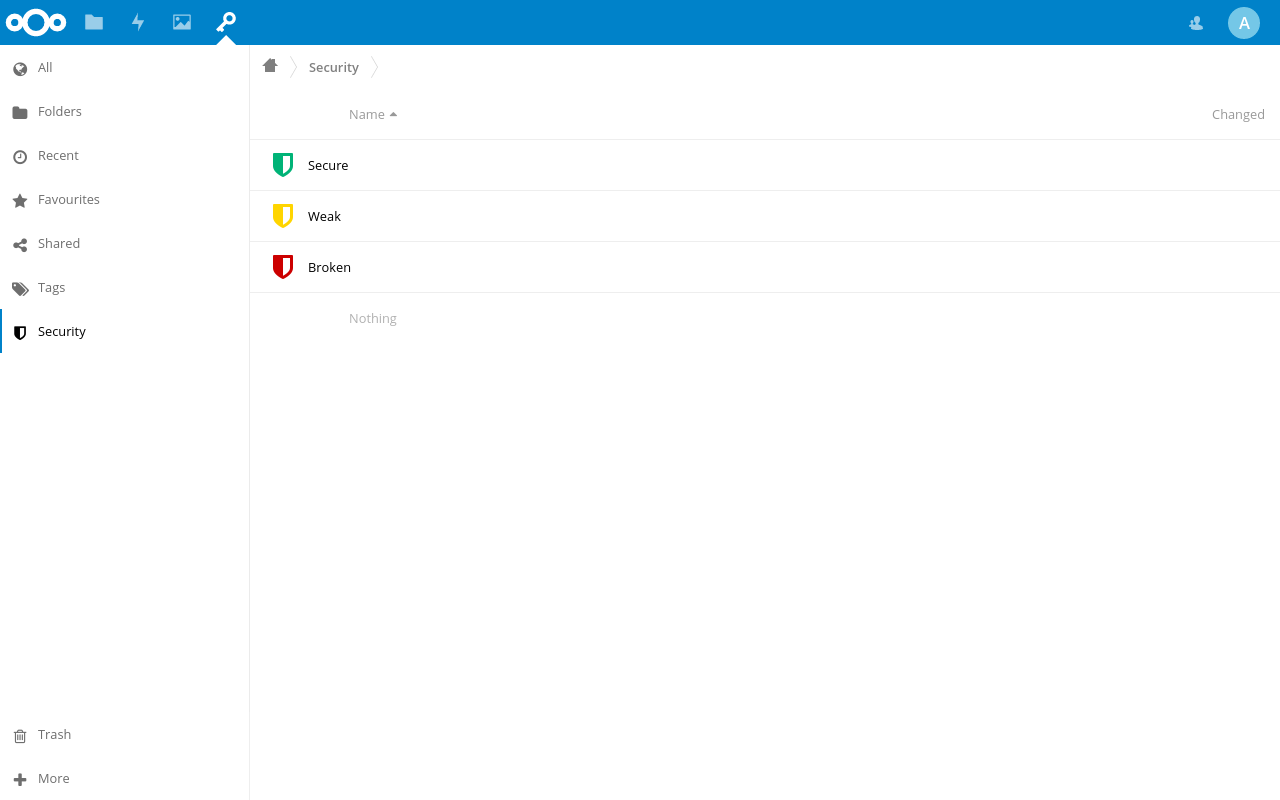 A
All
Folders
Recent
Favourites
Shared
Tags
Security
Trash
More
Security
Name Changed
Secure
Weak
Broken
Nothing